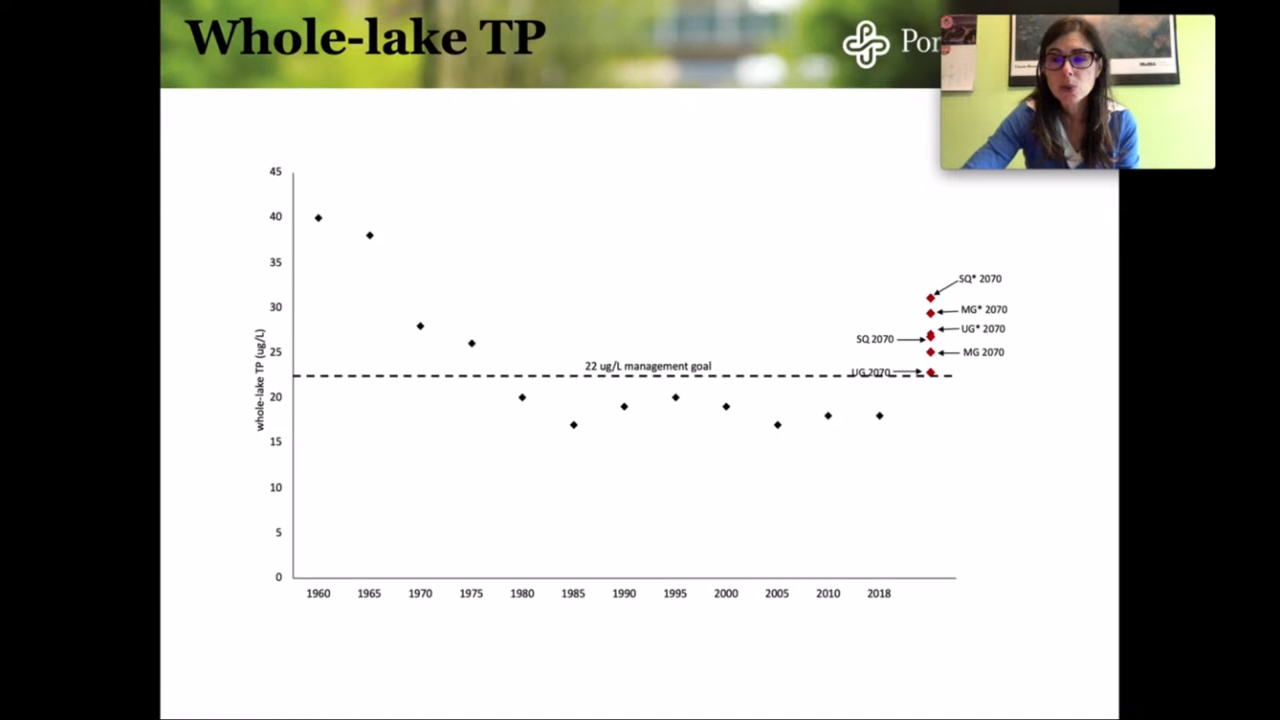 Whole-lake TP
Por
45
40
35
30
25
20
15
10
5
0
whole-lake TP (ug/L)
22 ug/L management goal
SQ* 2070
MG* 2070
UG* 2070
SQ 2070
MG 2070
UG 2070
1960 1965 1970 1975 1980 1985 1990 1995 2000 2005 2010 2018